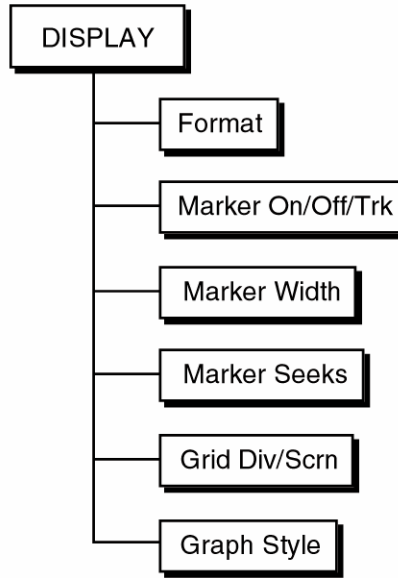 DISPLAY
Format
Marker On/Off/Trk
Marker Width
Marker Seeks
Grid Div/Scrn
Graph Style